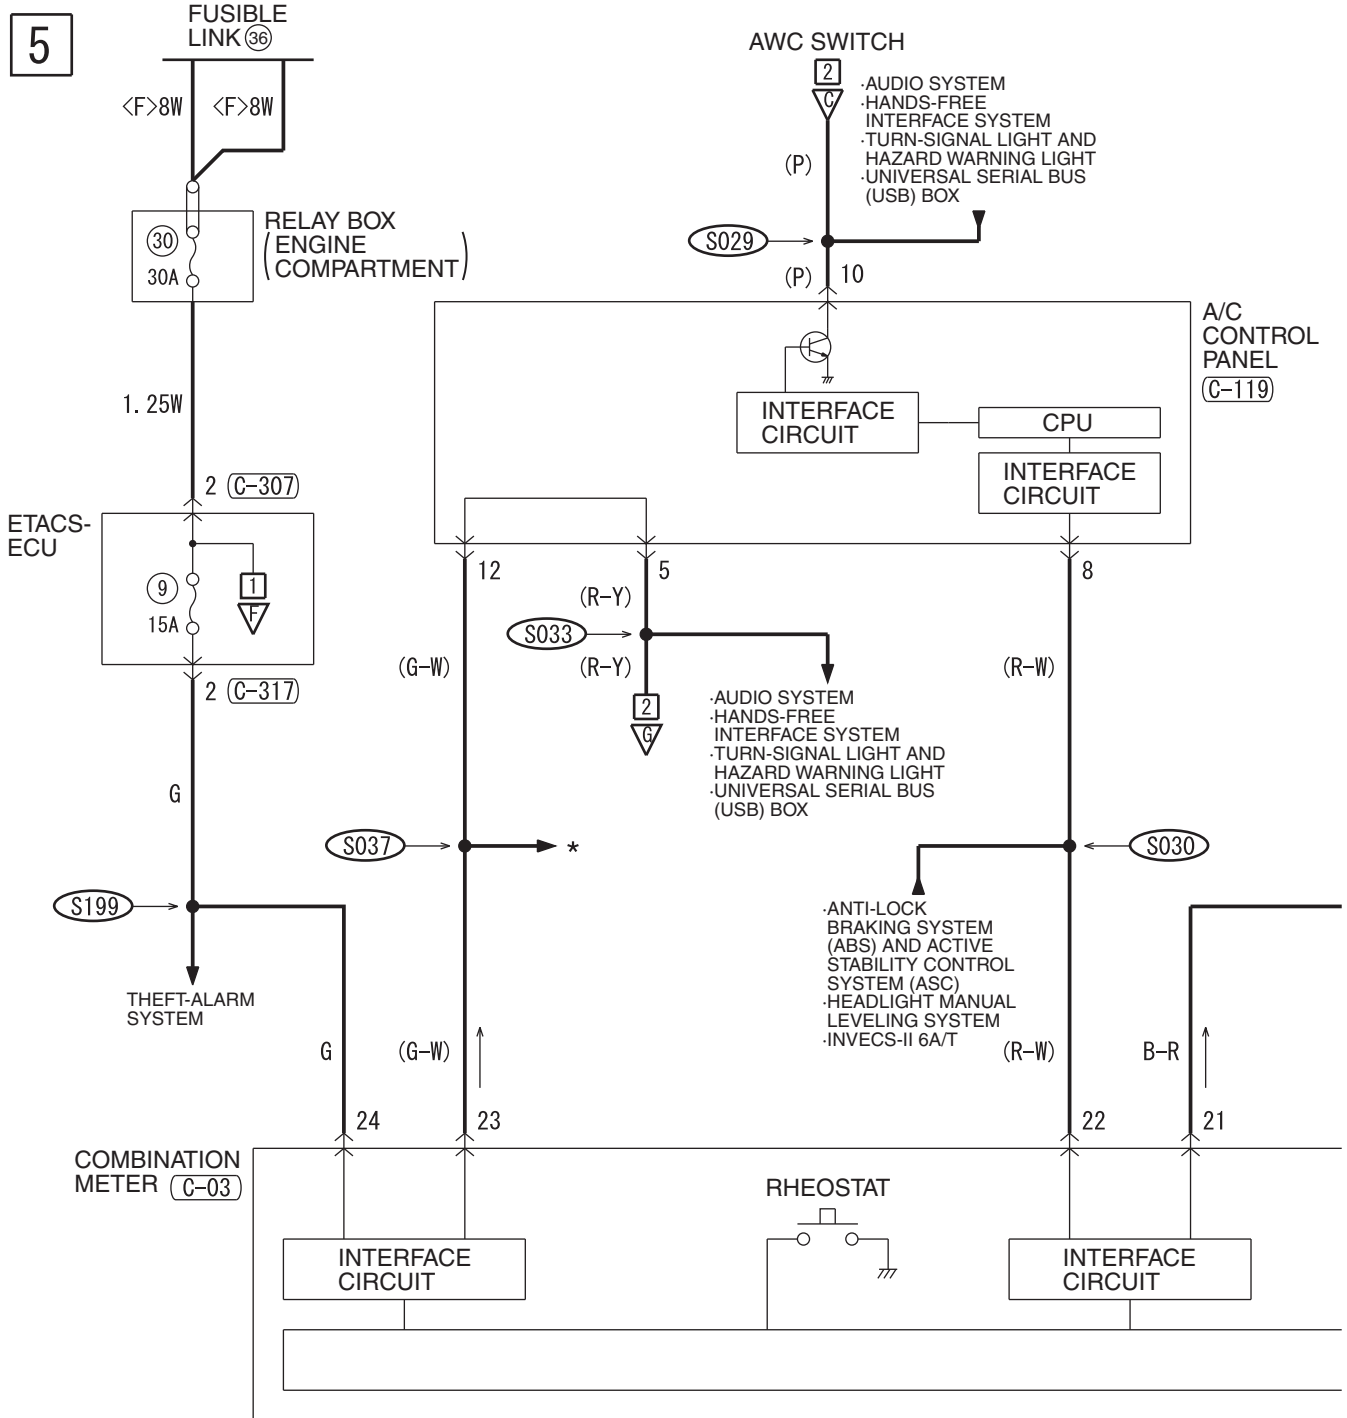 5
FUSIBLE
LINK 36
<F>8W <F>8W
30
30A
RELAY BOX
(ENGINE
COMPARTMENT)
1.25W
2 C-307
ETACS-
ECU
9
15A
1
F
2 C-317
G
S199
THEFT-ALARM
SYSTEM
G
24
AWC SWITCH
2
C
(P)
·AUDIO SYSTEM
·HANDS-FREE
INTERFACE SYSTEM
·TURN-SIGNAL LIGHT AND
HAZARD WARNING LIGHT
·UNIVERSAL SERIAL BUS
(USB) BOX
S029
(P) 10
A/C
CONTROL
PANEL
C-119
INTERFACE
CIRCUIT
CPU
INTERFACE
CIRCUIT
12
5
8
(R-Y)
S033
(R-Y)
2
G
(G-W)
(R-W)
·AUDIO SYSTEM
·HANDS-FREE
INTERFACE SYSTEM
·TURN-SIGNAL LIGHT AND
HAZARD WARNING LIGHT
·UNIVERSAL SERIAL BUS
(USB) BOX
S037
*
S030
·ANTI-LOCK
BRAKING SYSTEM
(ABS) AND ACTIVE
STABILITY CONTROL
SYSTEM (ASC)
·HEADLIGHT MANUAL
LEVELING SYSTEM
·INVECS-II 6A/T
(G-W)
(R-W)
B-R
23
22
21
COMBINATION
METER C-03
RHEOSTAT
INTERFACE
CIRCUIT
INTERFACE
CIRCUIT